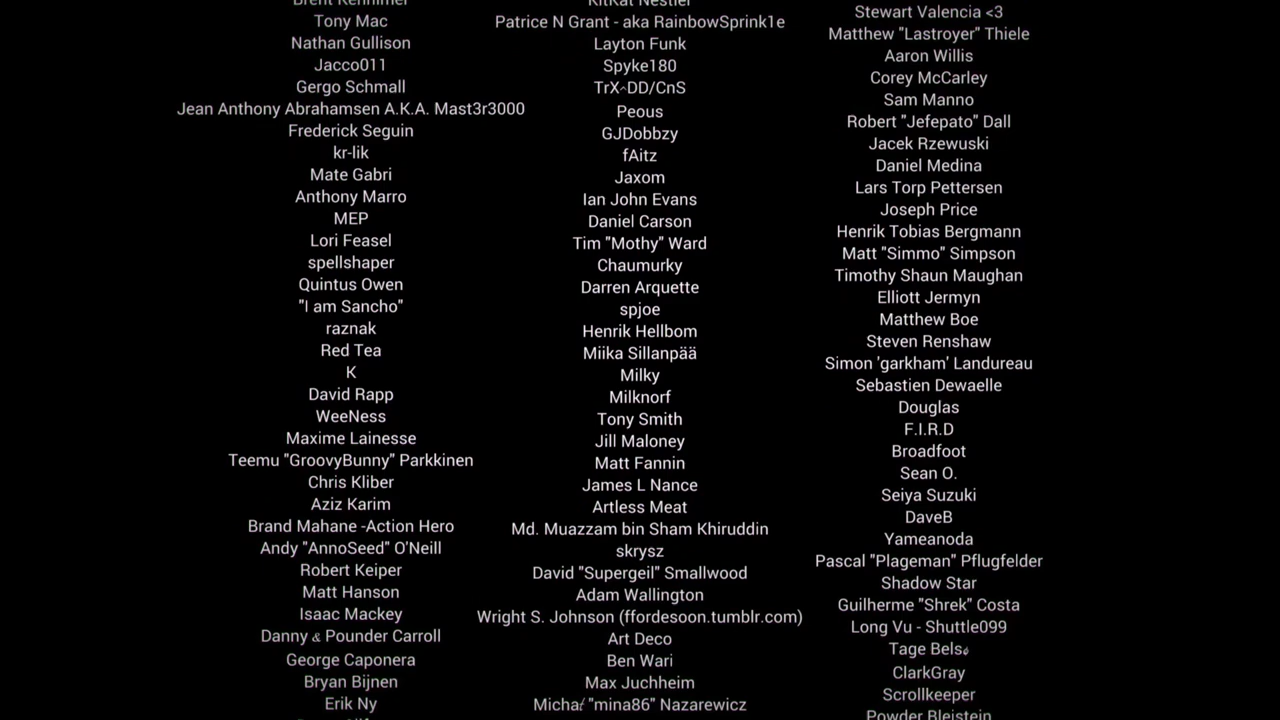 Brent Kennimer
Tony Mac
Nathan Gullison
Jacco011
Gergo Schmall
Jean Anthony Abrahamsen A.K.A. Mast3r3000
Frederick Seguin
kr-lik
Mate Gabri
Anthony Marro
MEP
Lori Feasel
spellshaper
Quintus Owen
"I am Sancho"
raznak
Red Tea
K
David Rapp
WeeNess
Maxime Lainesse
Teemu "GroovyBunny" Parkkinen
Chris Kliber
Aziz Karim
Brand Mahane -Action Hero
Andy "AnnoSeed" O'Neill
Robert Keiper
Matt Hanson
Isaac Mackey
Danny & Pounder Carroll
George Caponera
Bryan Bijnen
Erik Ny
KitKat Nestler
Patrice N Grant - aka RainbowSprink1e
Layton Funk
Spyke180
TrX^DD/CnS
Peous
GJDobbzy
fAitz
Jaxom
Ian John Evans
Daniel Carson
Tim "Mothy" Ward
Chaumurky
Darren Arquette
spjoe
Henrik Hellbom
Miika Sillanpää
Milky
Milknorf
Tony Smith
Jill Maloney
Matt Fannin
James L Nance
Artless Meat
Md. Muazzam bin Sham Khiruddin
skrysz
David "Supergeil" Smallwood
Adam Wallington
Wright S. Johnson (ffordesoon.tumblr.com)
Art Deco
Ben Wari
Max Juchheim
Michał "mina86" Nazarewicz
Stewart Valencia <3
Matthew "Lastroyer" Thiele
Aaron Willis
Corey McCarley
Sam Manno
Robert "Jefepato" Dall
Jacek Rzewuski
Daniel Medina
Lars Torp Pettersen
Joseph Price
Henrik Tobias Bergmann
Matt "Simmo" Simpson
Timothy Shaun Maughan
Elliott Jermyn
Matthew Boe
Steven Renshaw
Simon 'garkham' Landureau
Sebastien Dewaelle
Douglas
F.I.R.D
Broadfoot
Sean O.
Seiya Suzuki
DaveB
Yameanoda
Pascal "Plageman" Pflugfelder
Shadow Star
Guilherme "Shrek" Costa
Long Vu - Shuttle099
Tage Belsø
ClarkGray
Scrollkeeper
Powder Bleistein